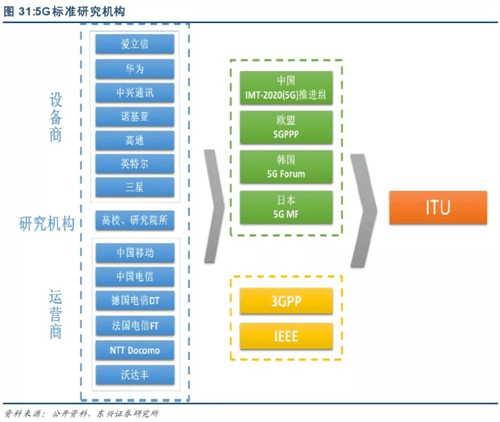 图 31:5G标准研究机构
设备商
爱立信
华为
中兴通讯
诺基亚
高通
英特尔
三星
研究机构
高校、研究院所
运营商
中国移动
中国电信
德国电信DT
法国电信FT
NTT Docomo
沃达丰
中国
IMT-2020(5G)推进组
欧盟
5GPPP
韩国
5G Forum
日本
5G MF
3GPP
IEEE
ITU
资料来源：公开资料，东兴证券研究所